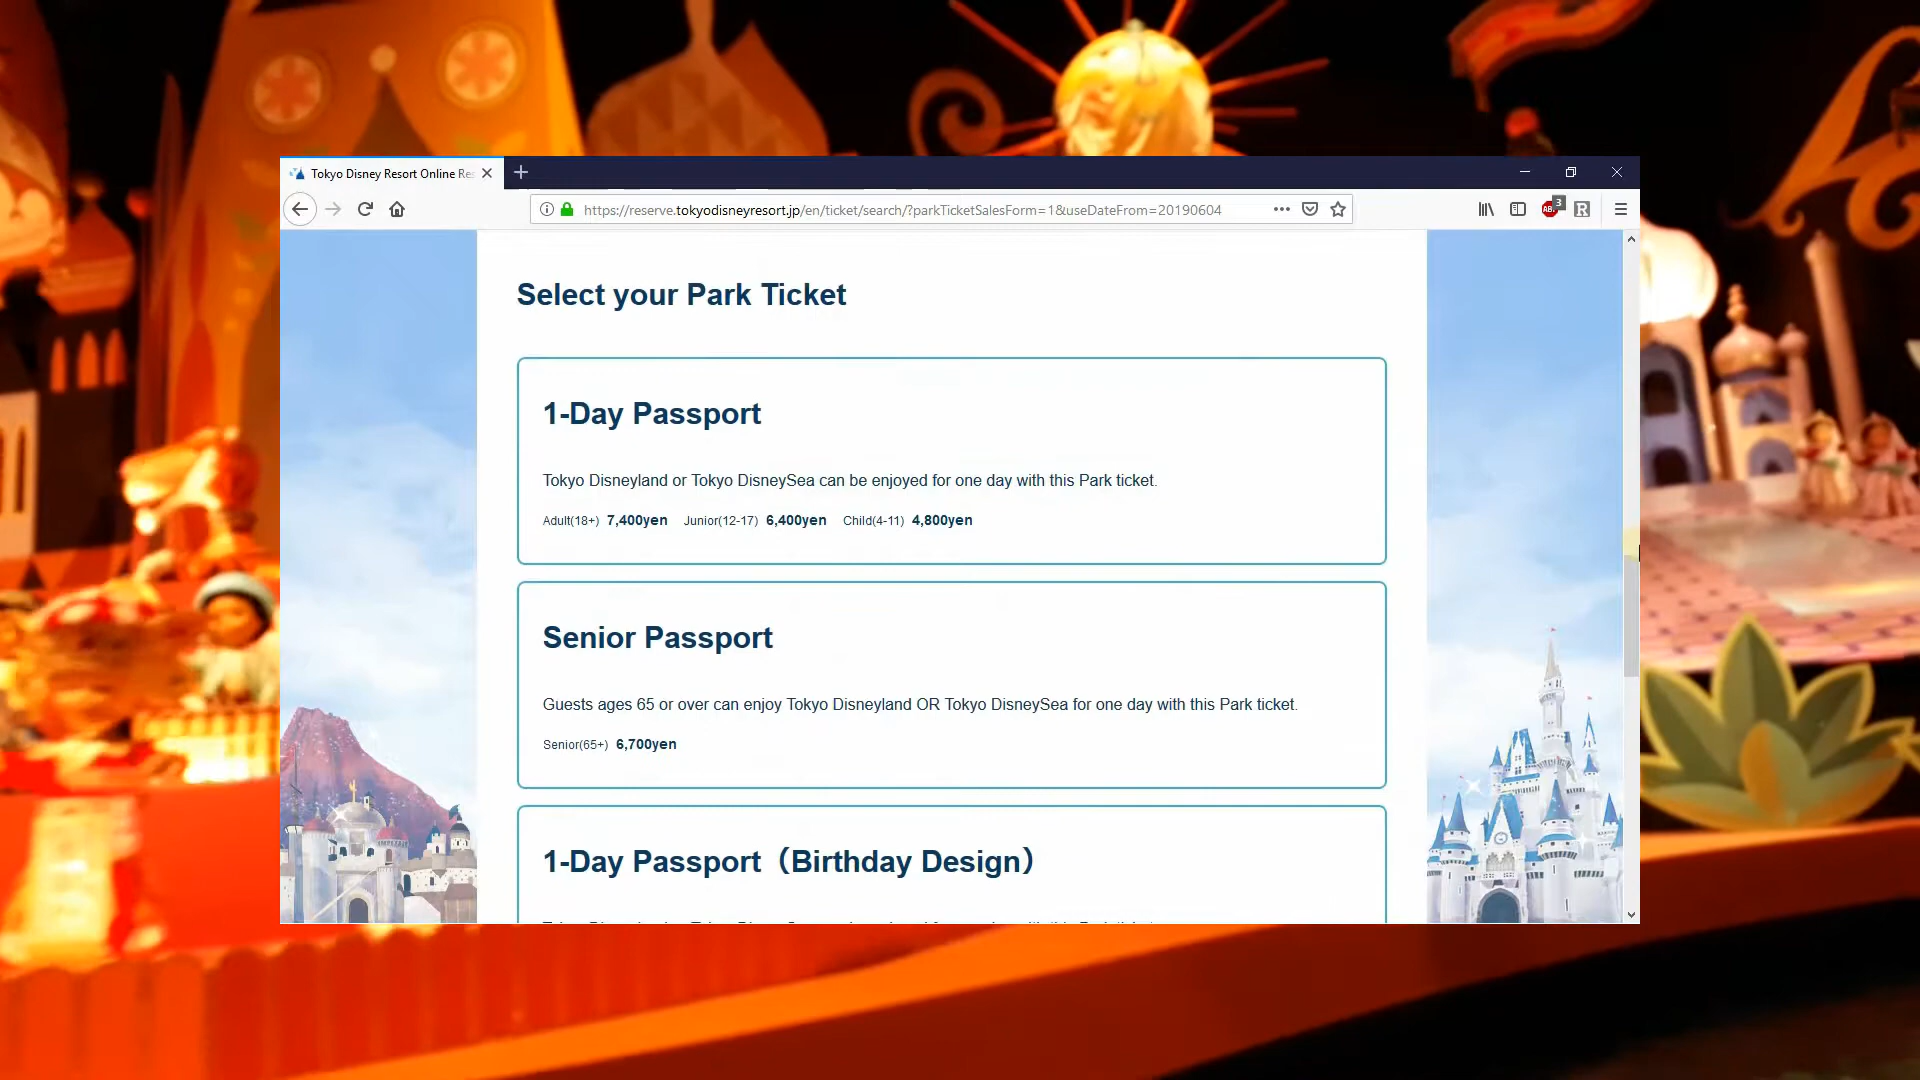 Tokyo Disney Resort Online Re
https://reserve.tokyodisneyresort.jp/en/ticket/search/?parkTicketSalesForm=1&useDateFrom=20190604
3
Select your Park Ticket
1-Day Passport
Tokyo Disneyland or Tokyo DisneySea can be enjoyed for one day with this Park ticket.
Adult(18+) 7,400yen Junior(12-17) 6,400yen Child(4-11) 4,800yen
Senior Passport
Guests ages 65 or over can enjoy Tokyo Disneyland OR Tokyo DisneySea for one day with this Park ticket.
Senior(65+) 6,700yen
1-Day Passport（Birthday Design）